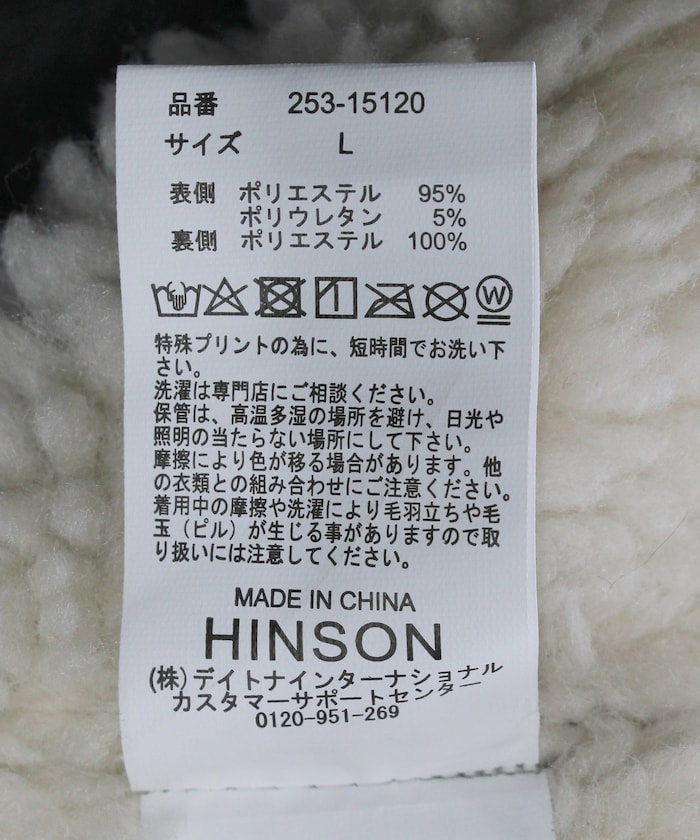 品番 253-15120
サイズ L
表側 ポリエステル 95%
ポリウレタン 5%
裏側 ポリエステル 100%
W
特殊プリントの為に、短時間でお洗い下
さい。
洗濯は専門店にご相談ください。
保管は、高温多湿の場所を避け、日光や
照明の当たらない場所にして下さい。
摩擦により色が移る場合があります。他
の衣類との組み合わせにご注意ください。
着用中の摩擦や洗濯により毛羽立ちや毛
玉（ピル）が生じる事がありますので取
り扱いには注意してください。
MADE IN CHINA
HINSON
(株)デイトナインターナショナル
カスタマーサポートセンター
0120-951-269